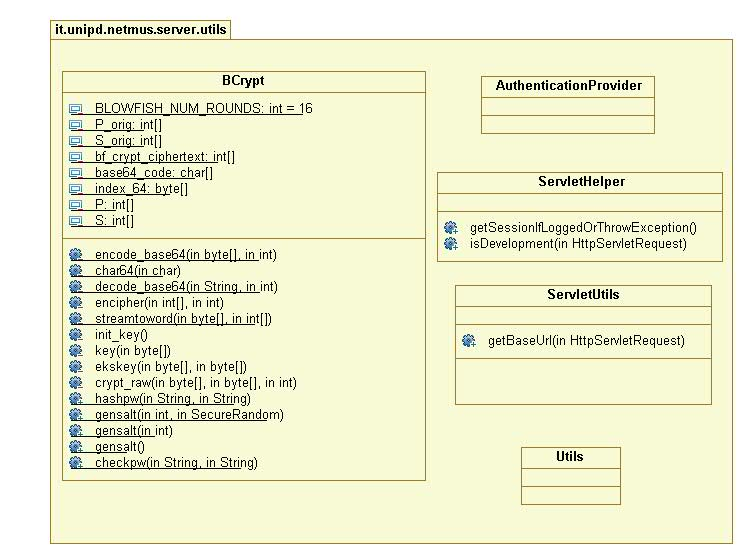 it.unipd.netmus.server.utils
BCrypt
BLOWFISH_NUM_ROUNDS: int = 16
P_orig: int[]
S_orig: int[]
bf_crypt_ciphertext: int[]
base64_code: char[]
index_64: byte[]
P: int[]
S: int[]
encode_base64(in byte[], in int)
char64(in char)
decode_base64(in String, in int)
encipher(in int[], in int)
streamtoword(in byte[], in int[])
init_key()
key(in byte[])
ekskey(in byte[], in byte[])
crypt_raw(in byte[], in byte[], in int)
hashpw(in String, in String)
gensalt(in int, in SecureRandom)
gensalt(in int)
gensalt()
checkpw(in String, in String)
AuthenticationProvider
ServletHelper
getSessionIfLoggedOrThrowException()
isDevelopment(in HttpServletRequest)
ServletUtils
getBaseUrl(in HttpServletRequest)
Utils